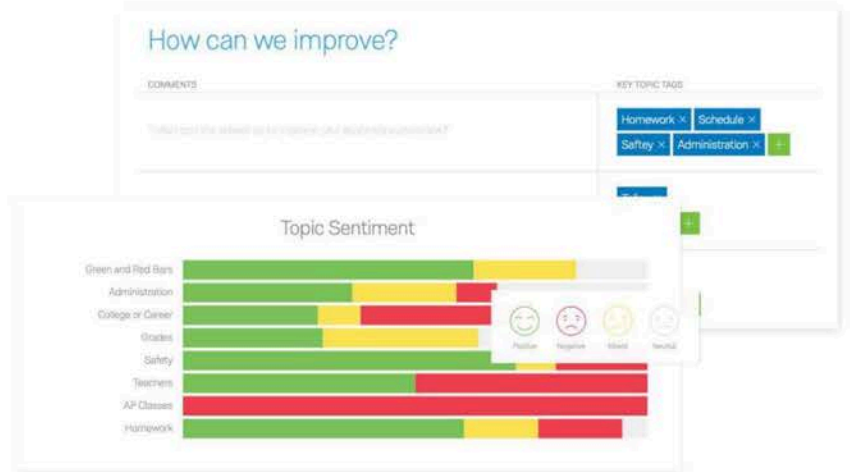 How can we improve?
COMMENTS
KEY TOPIC TAGS
Homework × Schedule ×
Saftey × Administration × +
+
Topic Sentiment
Green and Red Bars
Administration
College or Career
Grades
Safety
Teachers
AP Classes
Homework
Positive Negative Mixed Neutral